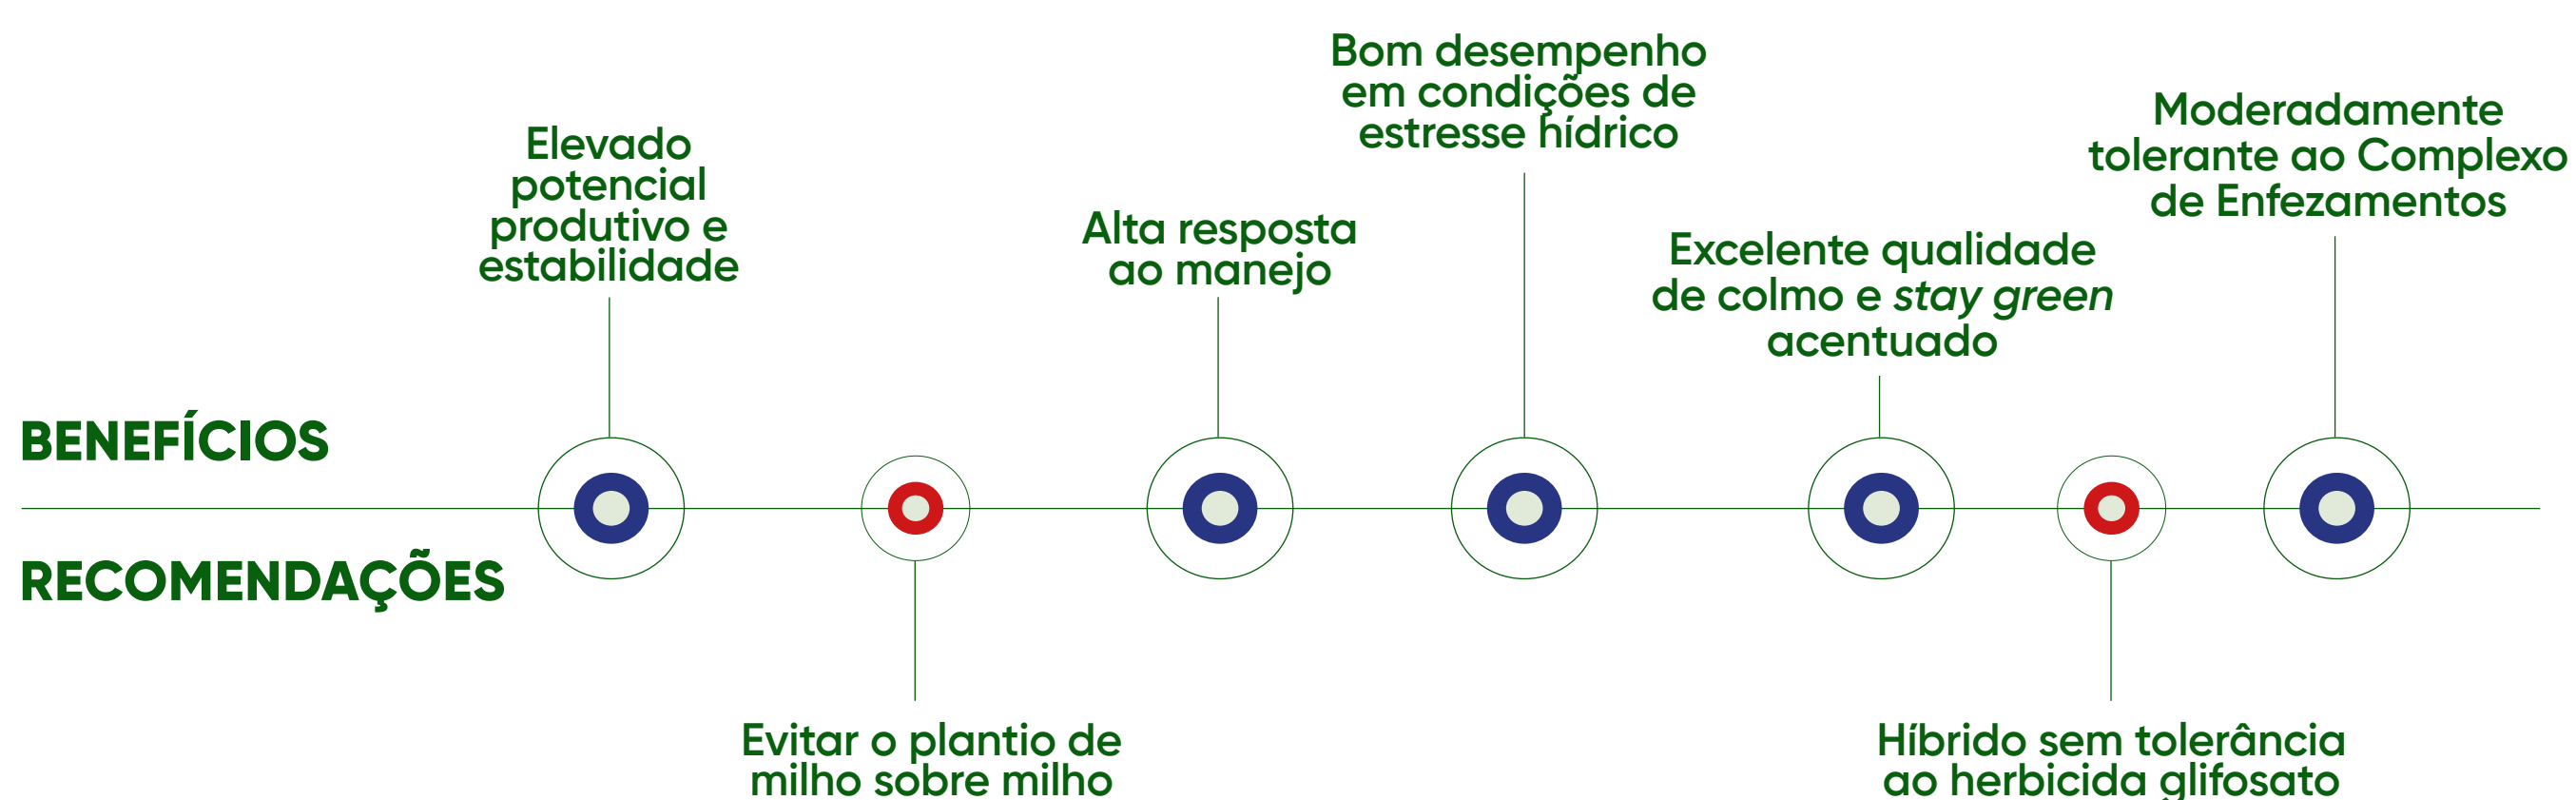 BENEFÍCIOS
Elevado
potencial
produtivo e
estabilidade
Alta resposta
ao manejo
Bom desempenho
em condições de
estresse hídrico
Excelente qualidade
de colmo e stay green
acentuado
Moderadamente
tolerante ao Complexo
de Enfezamentos
RECOMENDAÇÕES
Evitar o plantio de
milho sobre milho
Híbrido sem tolerância
ao herbicida glifosato